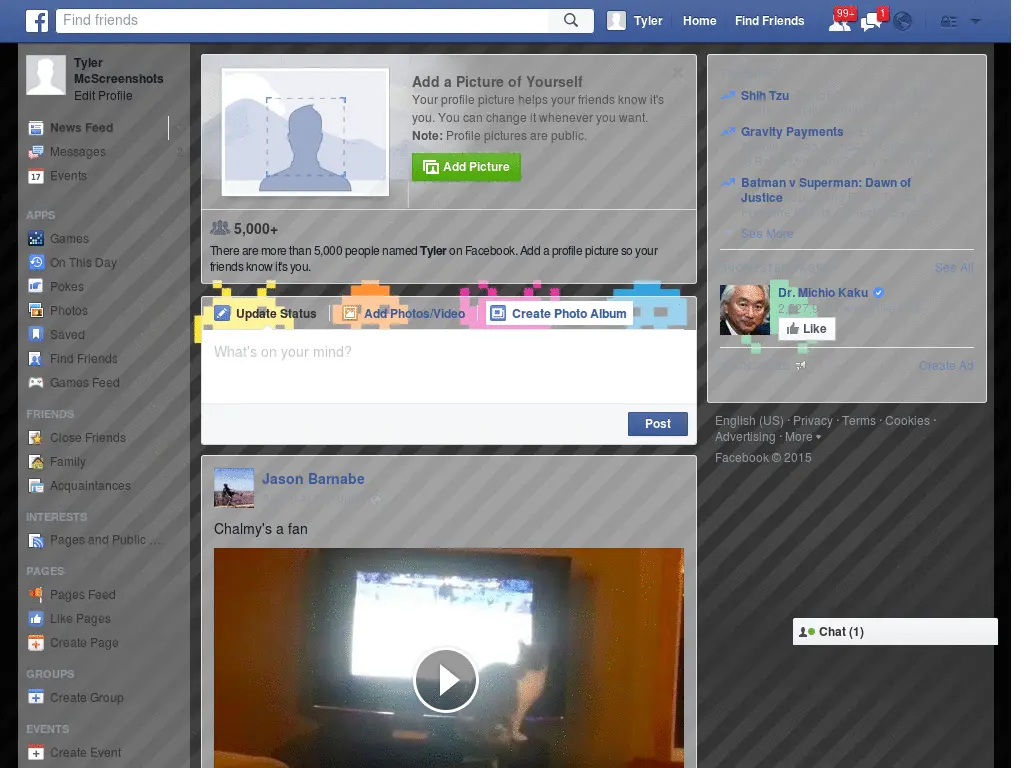 Find friends
Tyler
Home
Find Friends
99+
1
Tyler
McScreenshots
Edit Profile
News Feed
Messages
2
17
Events
APPS
Games
On This Day
Pokes
Photos
Saved
Find Friends
Games Feed
FRIENDS
Close Friends
Family
Acquaintances
INTERESTS
Pages and Public ...
PAGES
Pages Feed
Like Pages
Create Page
GROUPS
Create Group
EVENTS
Create Event
Add a Picture of Yourself
Your profile picture helps your friends know it's
you. You can change it whenever you want.
Note: Profile pictures are public.
Add Picture
5,000+
There are more than 5,000 people named Tyler on Facebook. Add a profile picture so your
friends know it's you.
Update Status
Add Photos/Video
Create Photo Album
What's on your mind?
Post
Jason Barnabe
Chalmy's a fan
Shih Tzu
Gravity Payments
Batman v Superman: Dawn of
Justice
See More
See All
Dr. Michio Kaku
Like
Create Ad
English (US) · Privacy · Terms · Cookies ·
Advertising · More
Facebook © 2015
Chat (1)